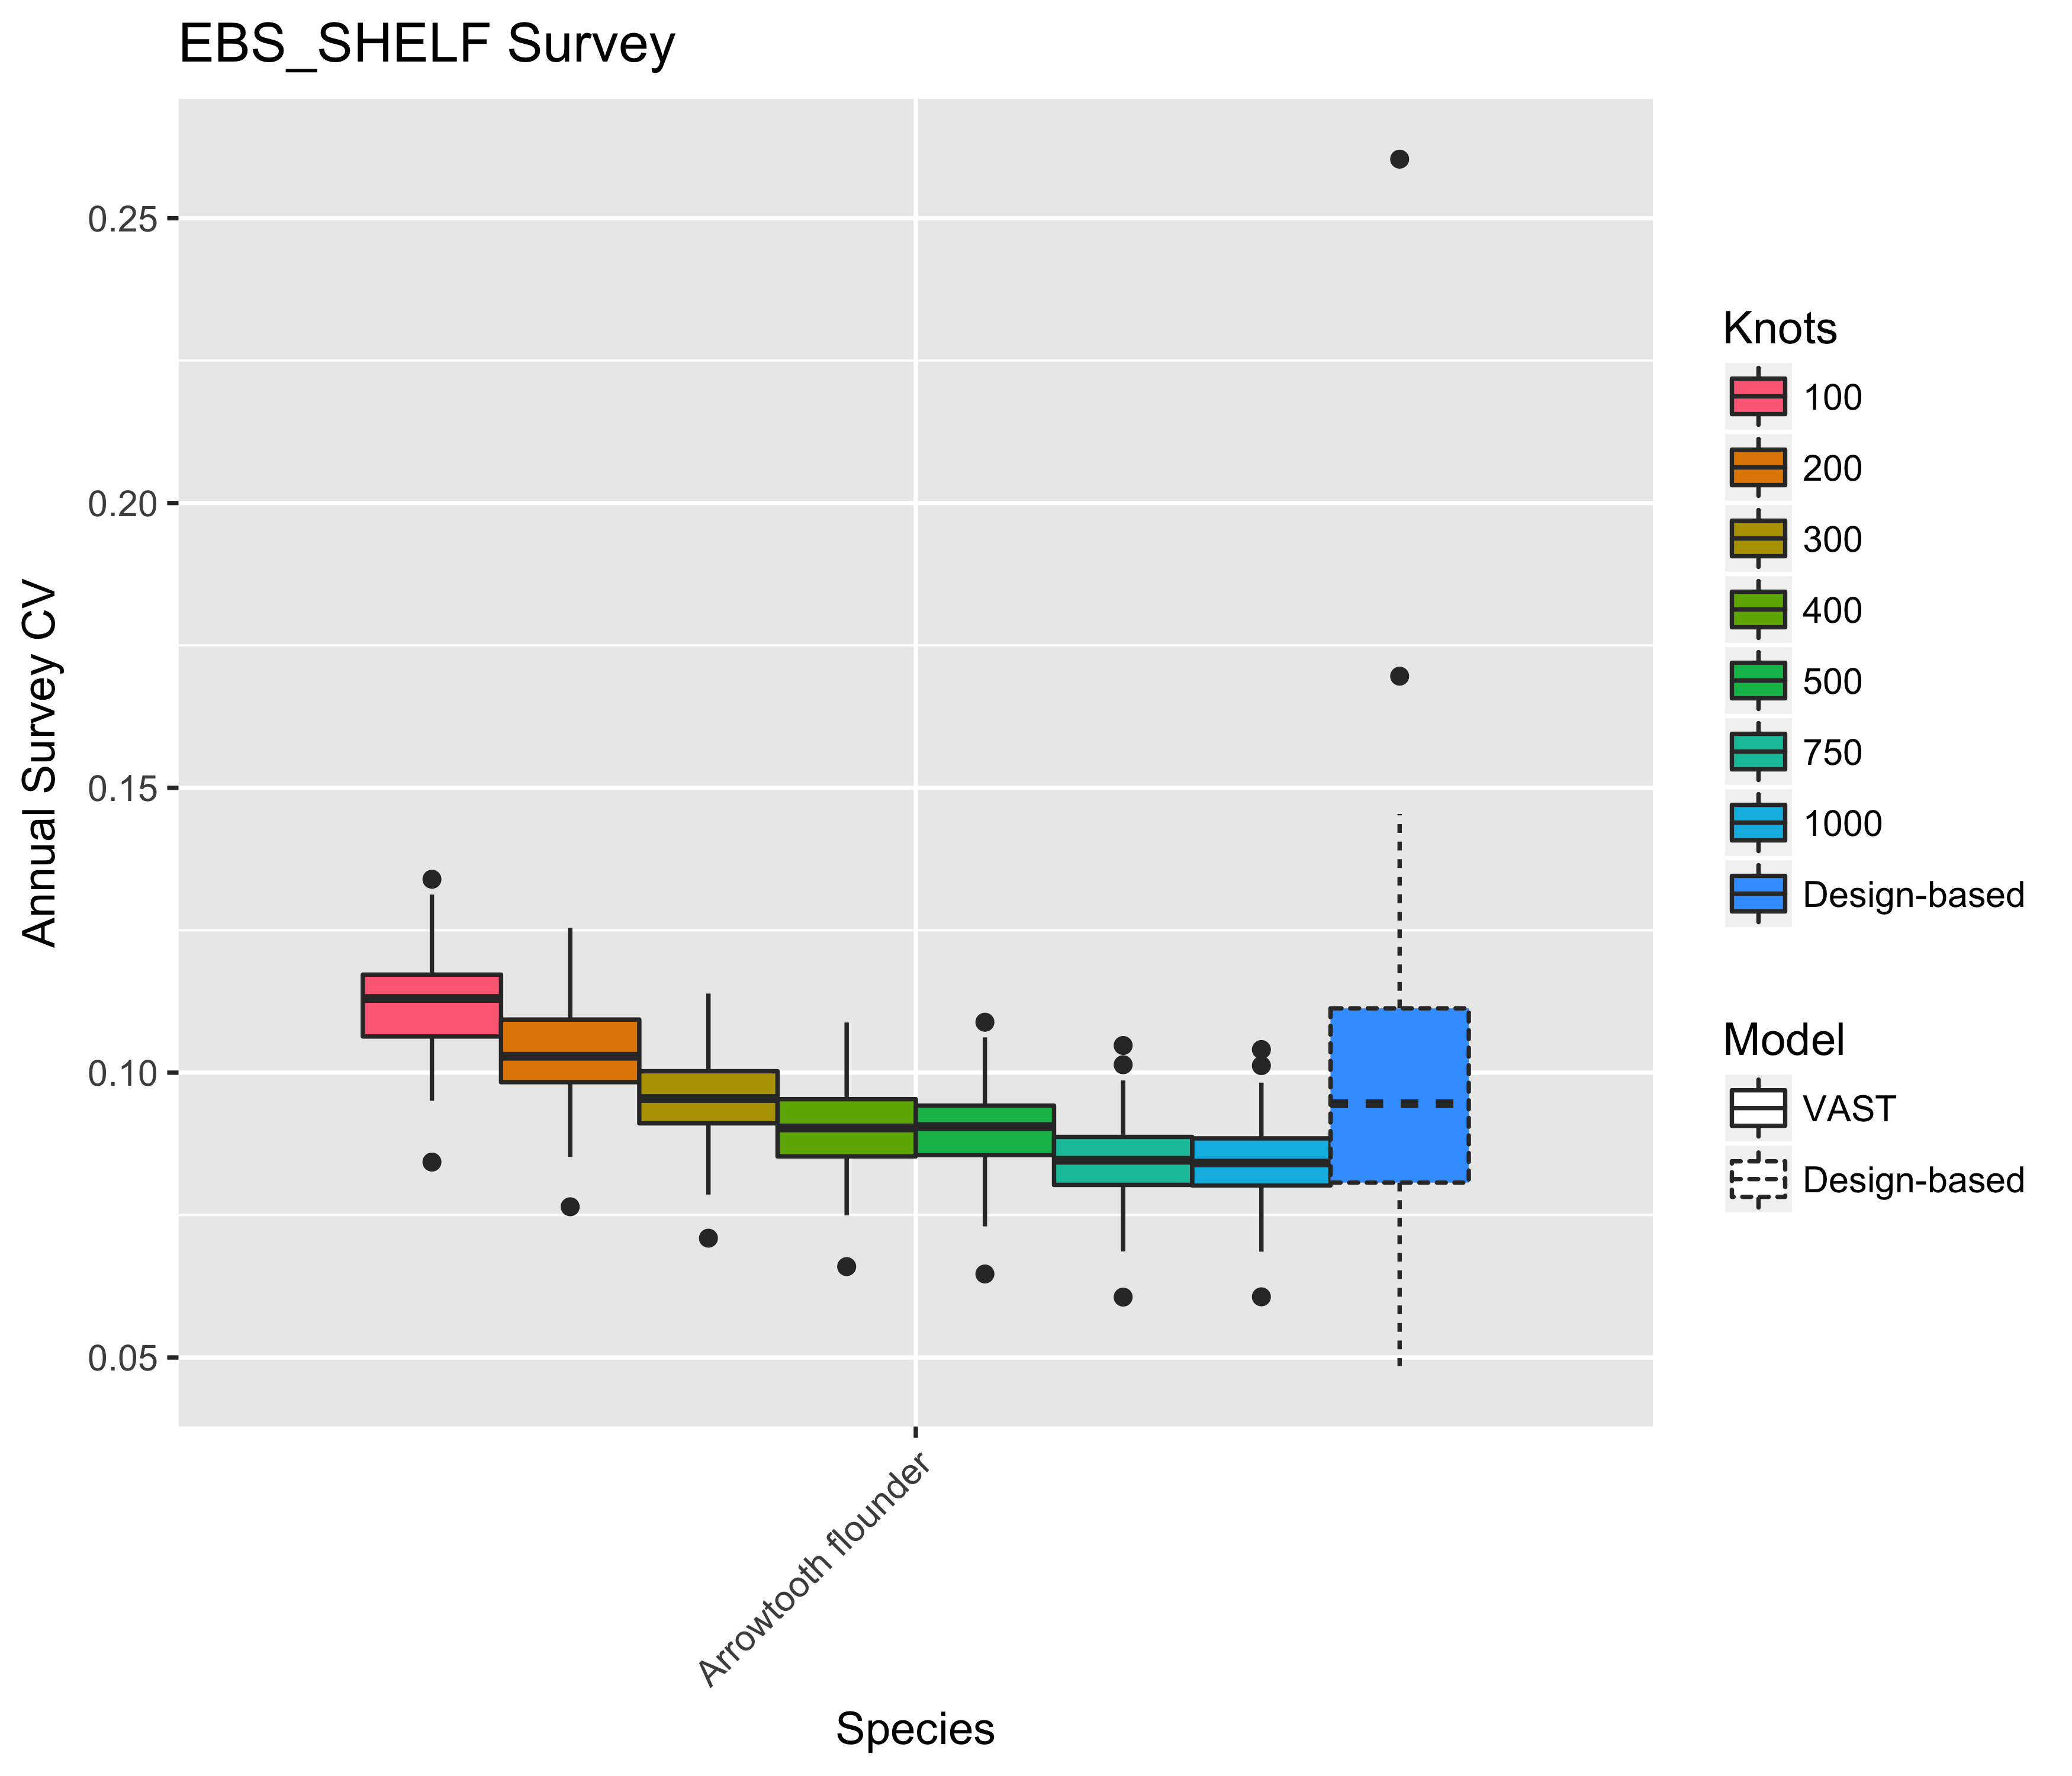 EBS_SHELF Survey
Annual Survey CV
0.25
0.20
0.15
0.10
0.05
Arrowtooth flounder
Species
Knots
100
200
300
400
500
750
1000
Design-based
Model
VAST
Design-based